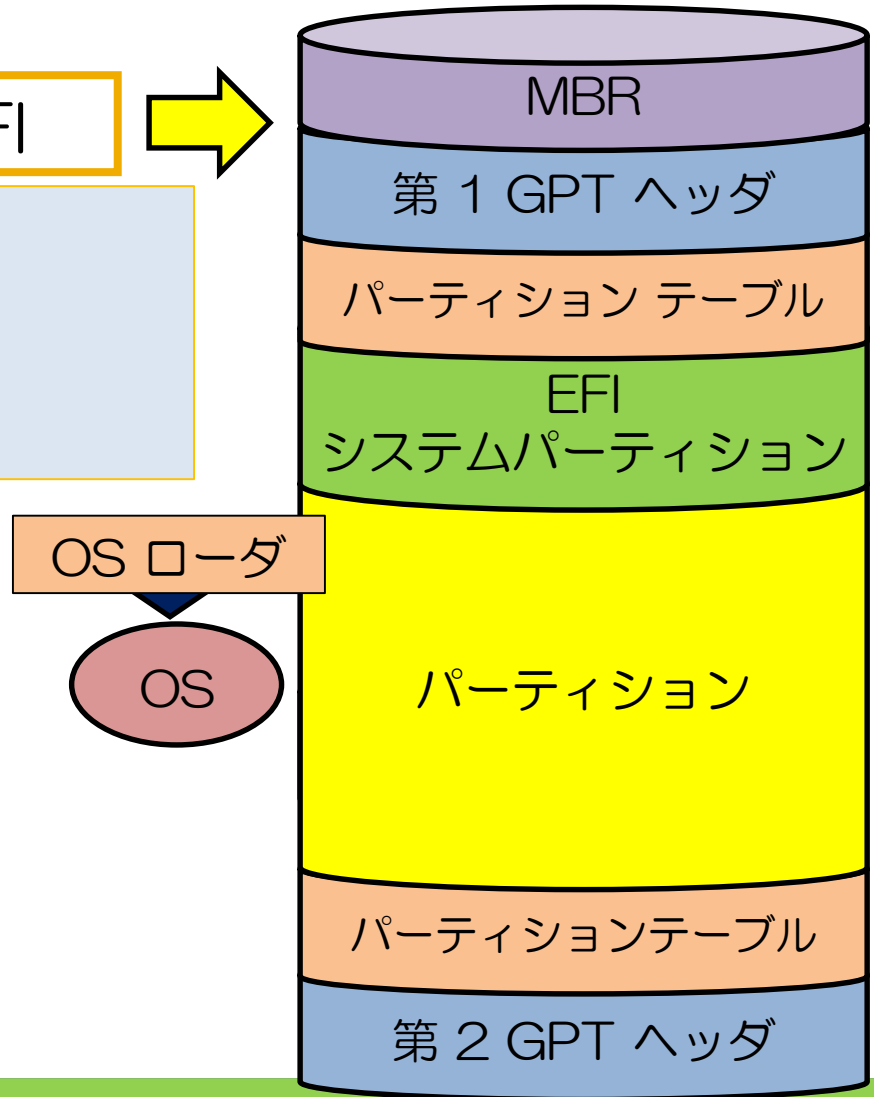 FI
MBR
第 1 GPT ヘッダ
パーティション テーブル
EFI
システムパーティション
OS ローダ
OS
パーティション
パーティションテーブル
第 2 GPT ヘッダ